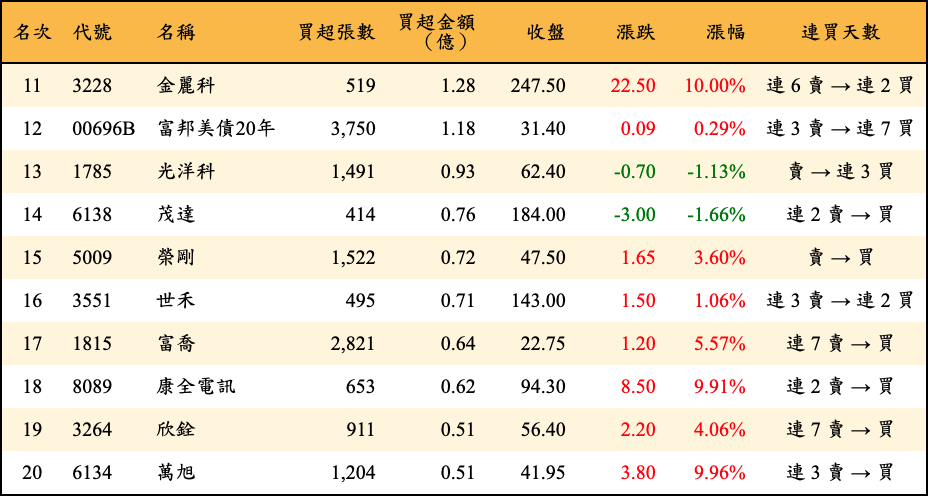 名次 代號 名稱 買超張數 買超金額（億） 收盤 漲跌 漲幅 連買天數
11 3228 金麗科 519 1.28 247.50 22.50 10.00% 連 6 賣 → 連 2 買
12 00696B 富邦美債20年 3,750 1.18 31.40 0.09 0.29% 連 3 賣 → 連 7 買
13 1785 光洋科 1,491 0.93 62.40 -0.70 -1.13% 賣 → 連 3 買
14 6138 茂達 414 0.76 184.00 -3.00 -1.66% 連 2 賣 → 買
15 5009 榮剛 1,522 0.72 47.50 1.65 3.60% 賣 → 買
16 3551 世禾 495 0.71 143.00 1.50 1.06% 連 3 賣 → 連 2 買
17 1815 富喬 2,821 0.64 22.75 1.20 5.57% 連 7 賣 → 買
18 8089 康全電訊 653 0.62 94.30 8.50 9.91% 連 2 賣 → 買
19 3264 欣銓 911 0.51 56.40 2.20 4.06% 連 7 賣 → 買
20 6134 萬旭 1,204 0.51 41.95 3.80 9.96% 連 3 賣 → 買